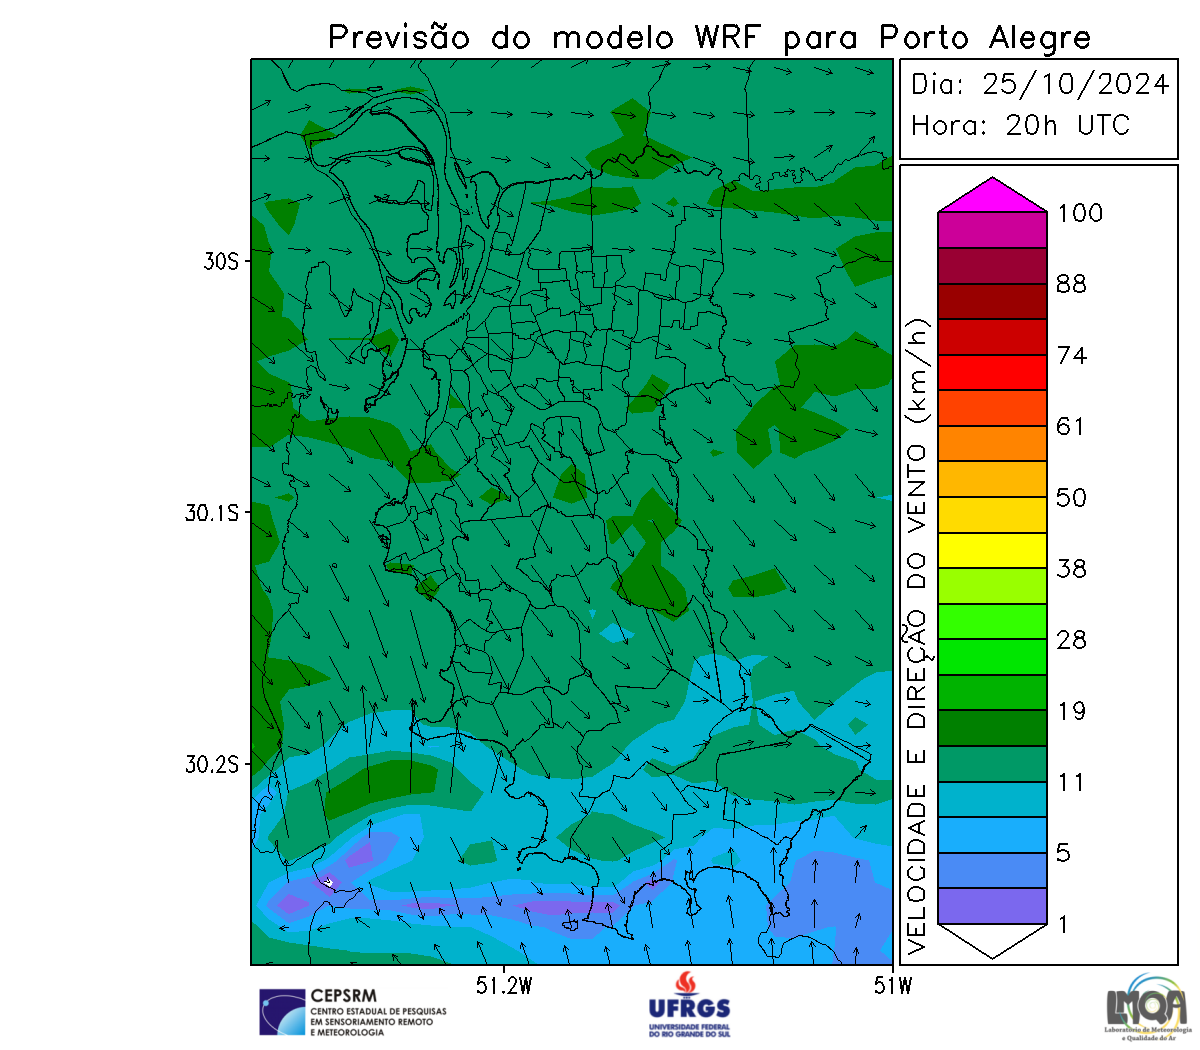 Previsão do modelo WRF para Porto Alegre
Dia: 25/10/2024
Hora: 20h UTC
100
88
74
61
50
38
28
19
11
5
1
VELOCIDADE E DIREÇÃO DO VENTO (km/h)
30S
30.1S
30.2S
51.2W
51W
CEPSRM
CENTRO ESTADUAL DE PESQUISAS
EM SENSORIAMENTO REMOTO
E METEOROLOGIA
UFRGS
UNIVERSIDADE FEDERAL
DO RIO GRANDE DO SUL
LMQA
Laboratório de Meteorologia
e Qualidade do Ar